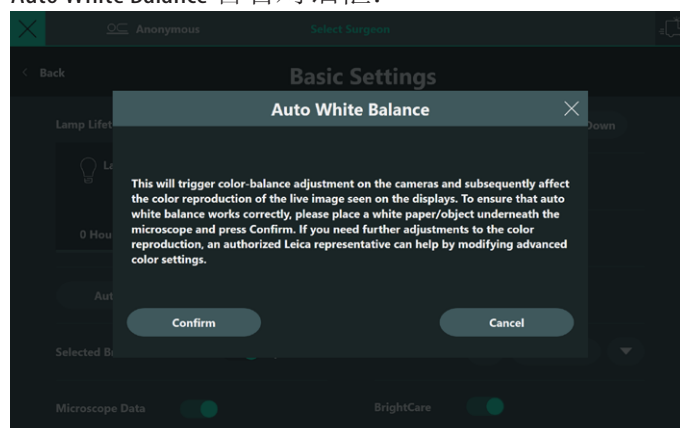 Auto White Balance 警告对话框:
Anonymous
Select Surgeon
Back
Basic Settings
Lamp Lifet
Down
Auto White Balance
La
This will trigger color-balance adjustment on the cameras and subsequently affect
the color reproduction of the live image seen on the displays. To ensure that auto
white balance works correctly, please place a white paper/object underneath the
microscope and press Confirm. If you need further adjustments to the color
reproduction, an authorized Leica representative can help by modifying advanced
color settings.
0 Hou
Aut
Confirm
Cancel
Selected B
Microscope Data
BrightCare